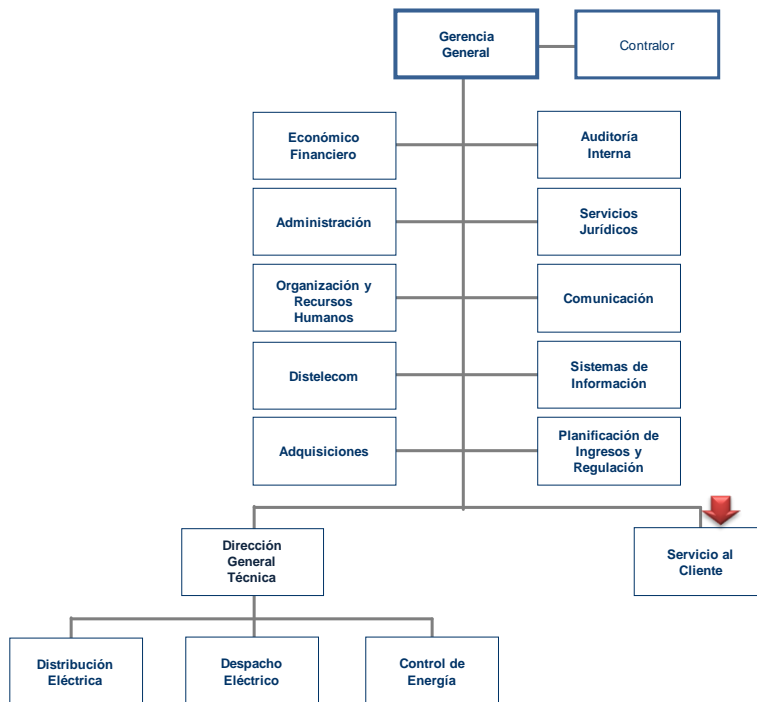 Gerencia
General
Contralor
Económico
Financiero
Auditoría
Interna
Administración
Servicios
Jurídicos
Organización y
Recursos
Humanos
Comunicación
Distelecom
Sistemas de
Información
Adquisiciones
Planificación de
Ingresos y
Regulación
Dirección
General
Técnica
Servicio al
Cliente
Distribución
Eléctrica
Despacho
Eléctrico
Control de
Energía